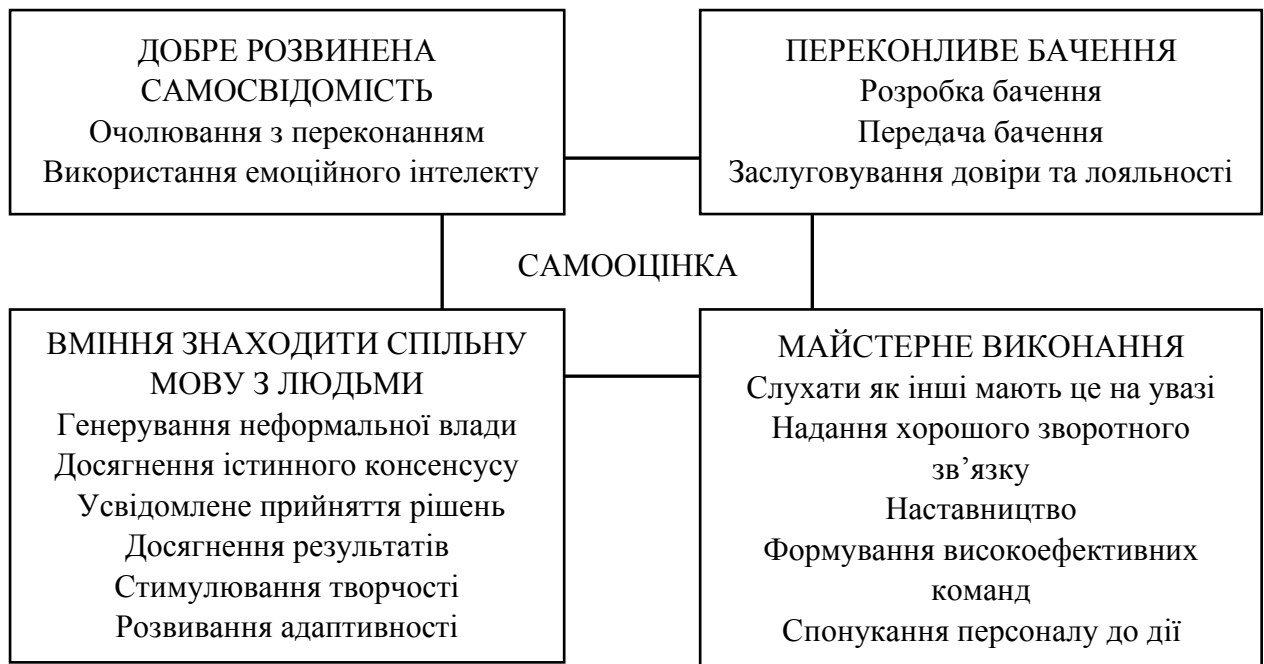 ДОБРЕ РОЗВИНЕНА
САМОСВІДОМІСТЬ
Очолювання з переконанням
Використання емоційного інтелекту
ПЕРЕКОНЛИВЕ БАЧЕННЯ
Розробка бачення
Передача бачення
Заслуговування довіри та лояльності
САМООЦІНКА
ВМІННЯ ЗНАХОДИТИ СПІЛЬНУ
МОВУ З ЛЮДЬМИ
Генерування неформальної влади
Досягнення істинного консенсусу
Усвідомлене прийняття рішень
Досягнення результатів
Стимулювання творчості
Розвивання адаптивності
МАЙСТЕРНЕ ВИКОНАННЯ
Слухати як інші мають це на увазі
Надання хорошого зворотного
зв’язку
Наставництво
Формування високоефективних
команд
Спонукання персоналу до дії